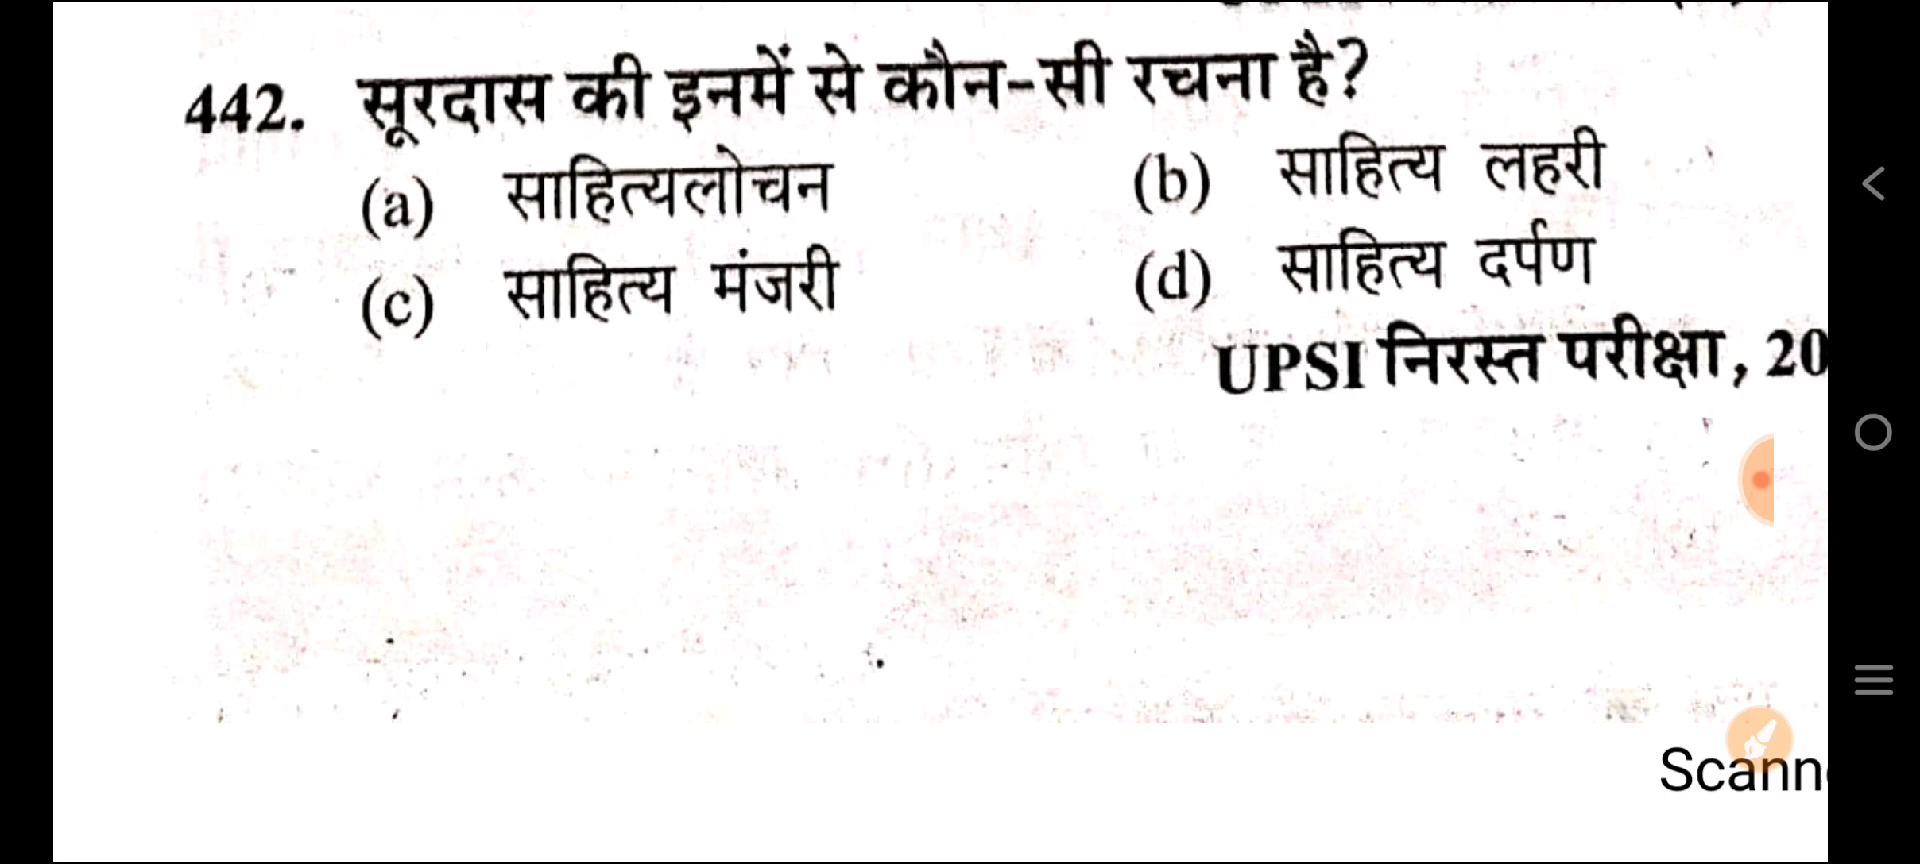 442. सूरदास की इनमें से कौन-सी रचना है?
(a) साहित्यलोचन (b) साहित्य लहरी
(c) साहित्य मंजरी (d) साहित्य दर्पण
UPSI निरस्त परीक्षा, 20
Scann